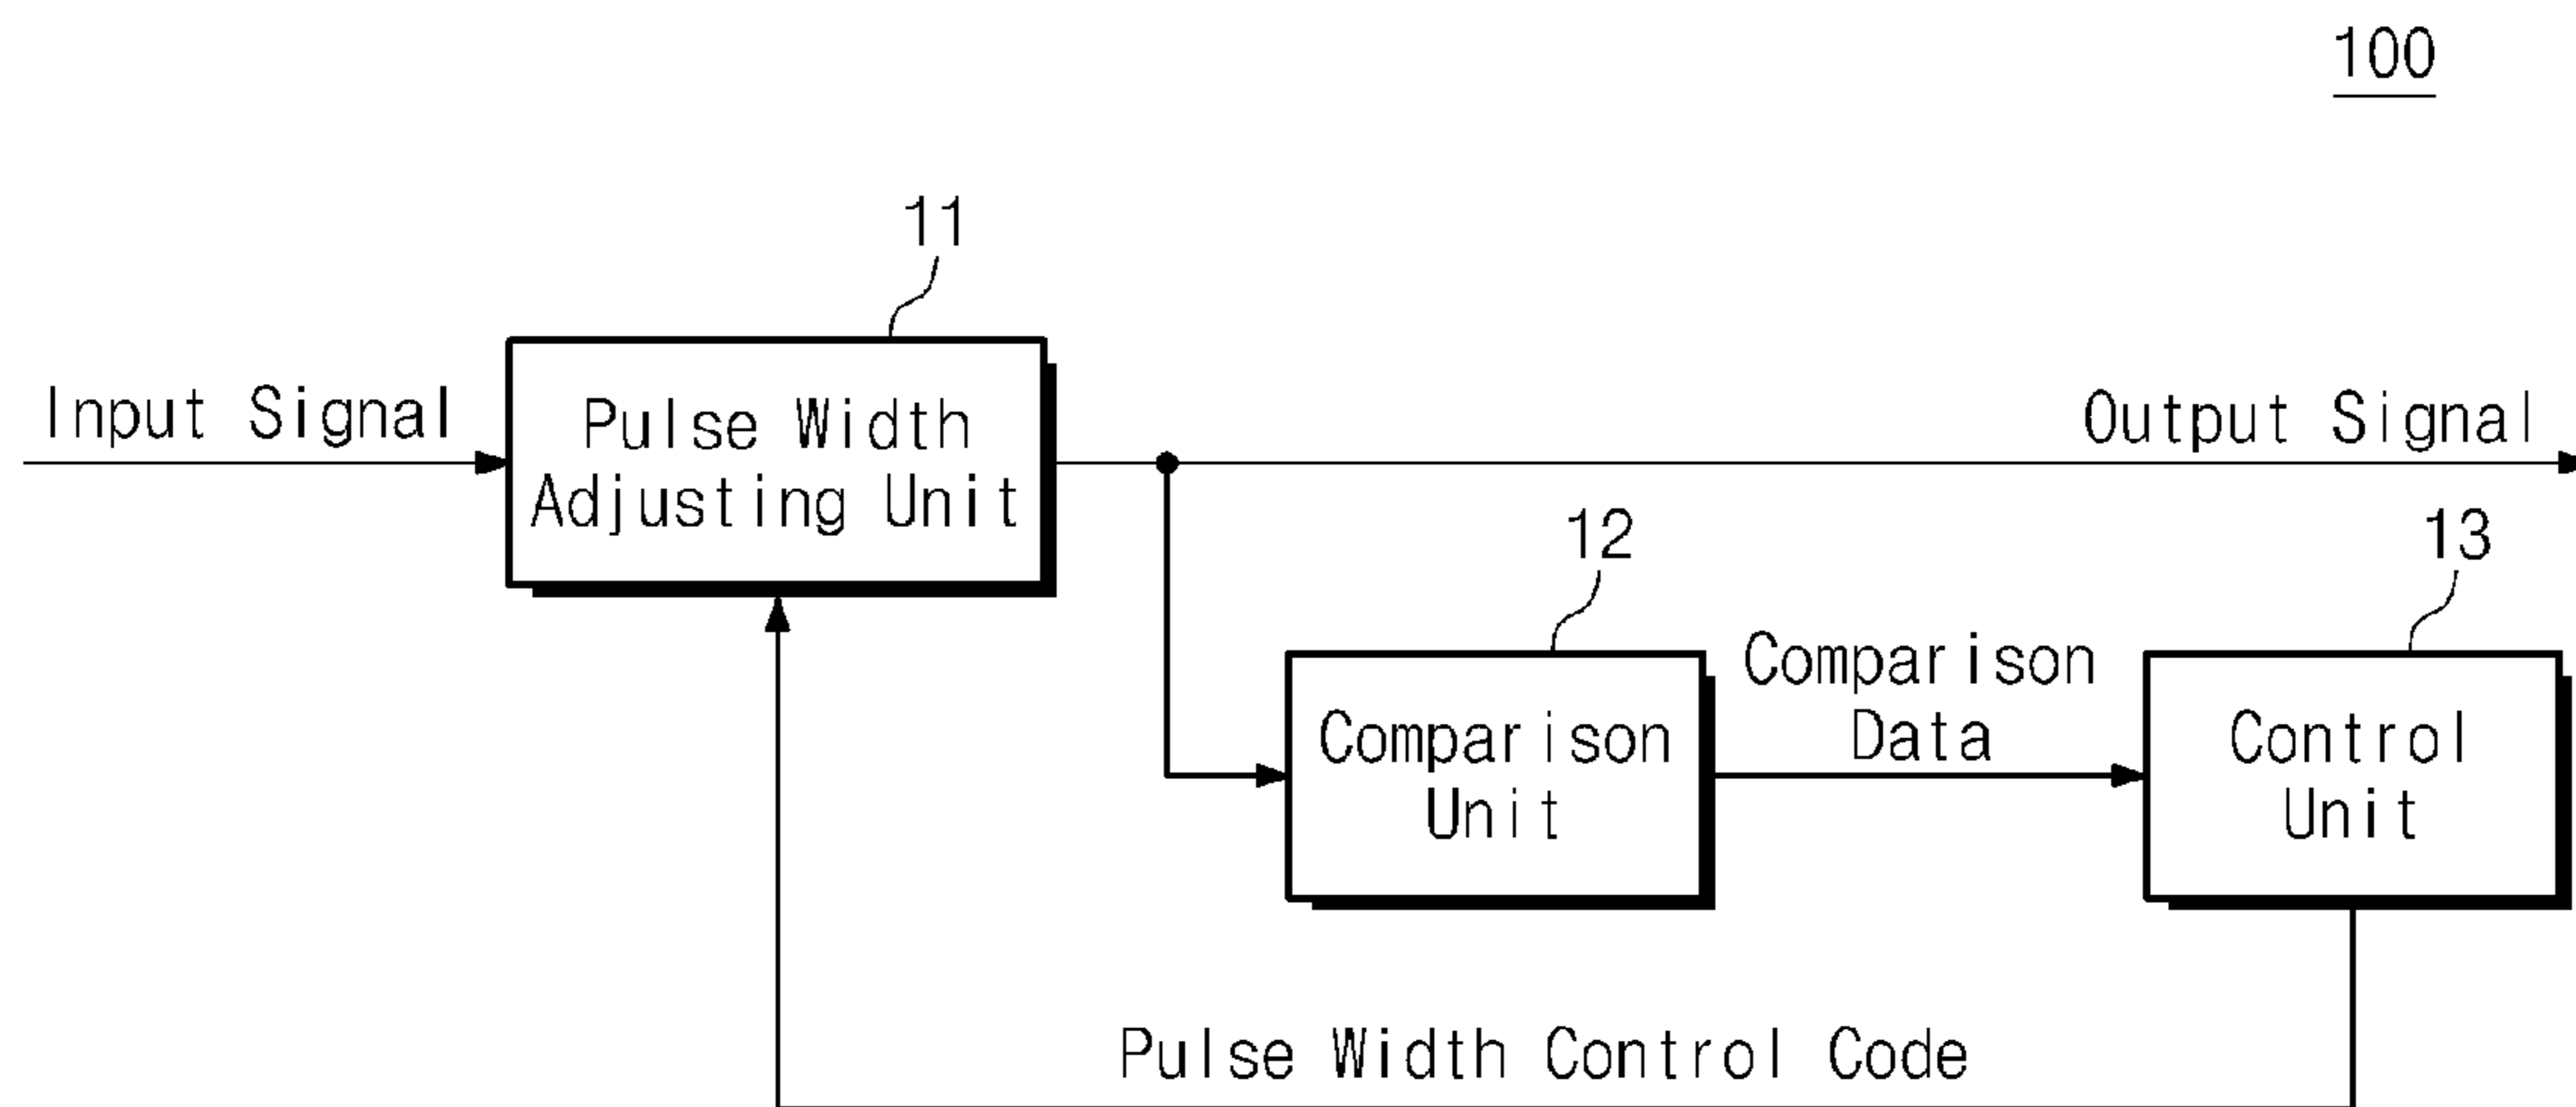 100
11
Input Signal
Pulse Width
Adjusting Unit
Output Signal
12
13
Comparison
Data
Comparison
Unit
Control
Unit
Pulse Width Control Code